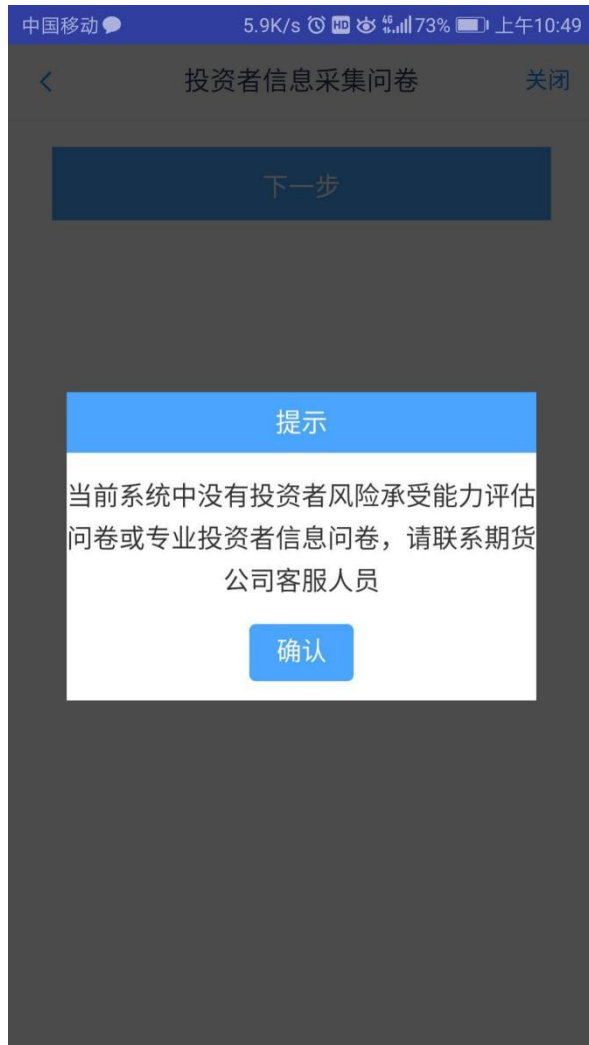 中国移动 5.9K/s HD 4G 73% 上午10:49
投资者信息采集问卷 关闭
下一步
提示
当前系统中没有投资者风险承受能力评估
问卷或专业投资者信息问卷，请联系期货
公司客服人员
确认